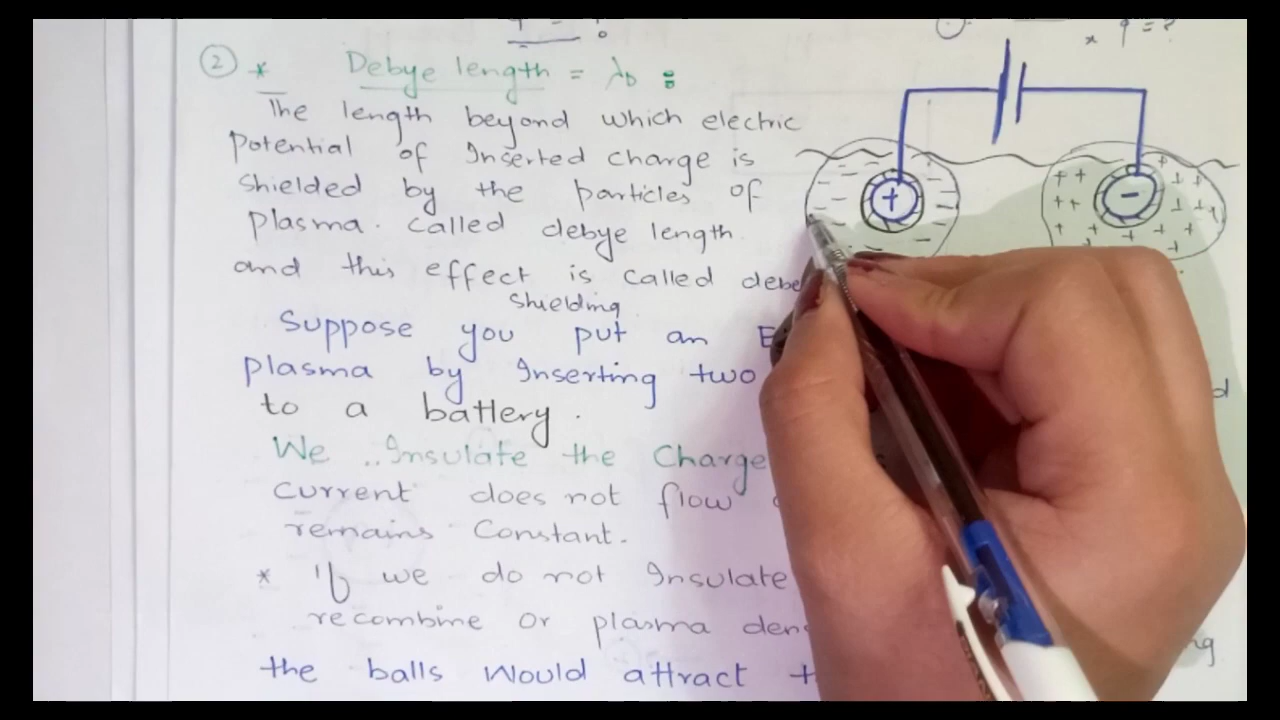 ② * Debye length = λD :
The length beyond which electric
potential of Inserted charge is
shielded by the particles of
plasma. called debye length.
and this effect is called debe
shielding
Suppose you put an E
plasma by Inserting two
to a battery.
We Insulate the Charge
current does not flow
remains Constant.
* If we do not Insulate
recombine or plasma den
the balls would attract